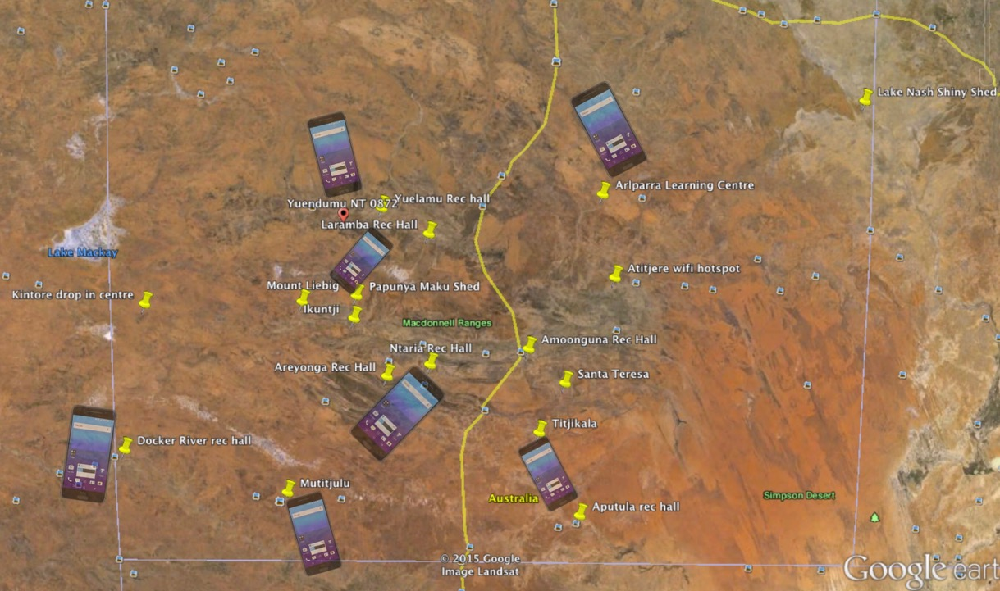 Lake Nash Shiny Shed
Arlparra Learning Centre
Yuelamu Rec hall
Yuendumu NT 0872
Laramba Rec Hall
Lake Mackay
Atitjere wifi hotspot
Mount Liebig
Papunya Maku Shed
Kintore drop in centre
Ikuntji
Macdonnell Ranges
Amoonguna Rec Hall
Ntaria Rec Hall
Areyonga Rec Hall
Santa Teresa
Titjikala
Docker River rec hall
Mutitjulu
Australia
Simpson Desert
Aputula rec hall
© 2015 Google
Image Landsat
Google eart